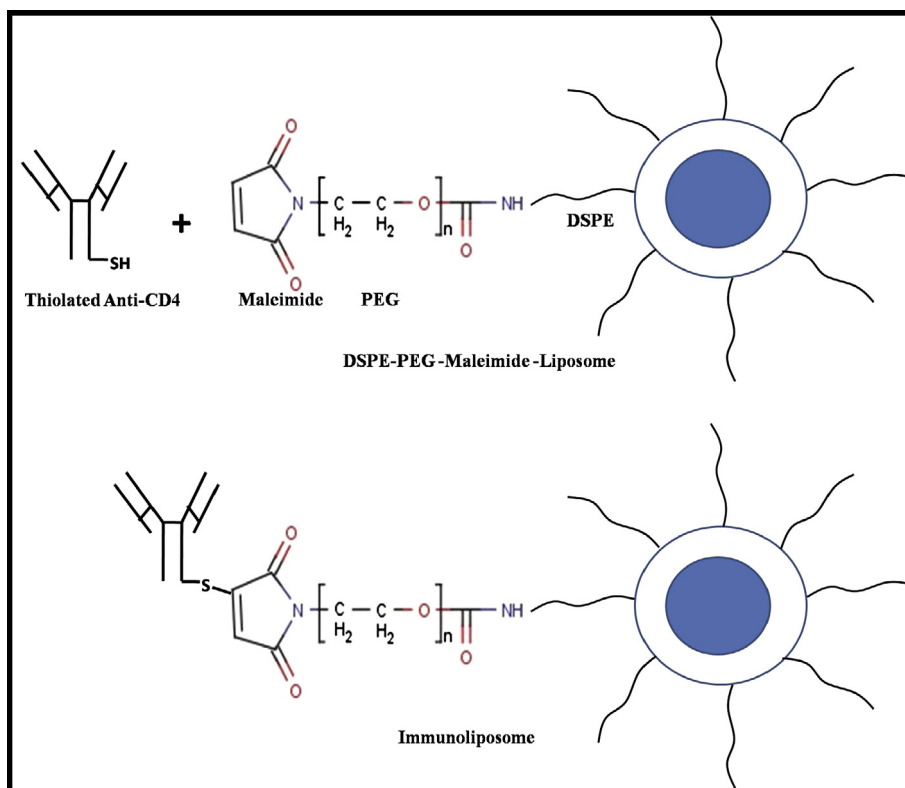 O
N
[
C
H₂
C
H₂
O
]n
NH
O
O
SH
+
DSPE
Thiolated Anti-CD4
Maleimide
PEG
DSPE-PEG-Maleimide-Liposome
O
S
N
[
C
H₂
C
H₂
O
]n
NH
O
O
Immunoliposome